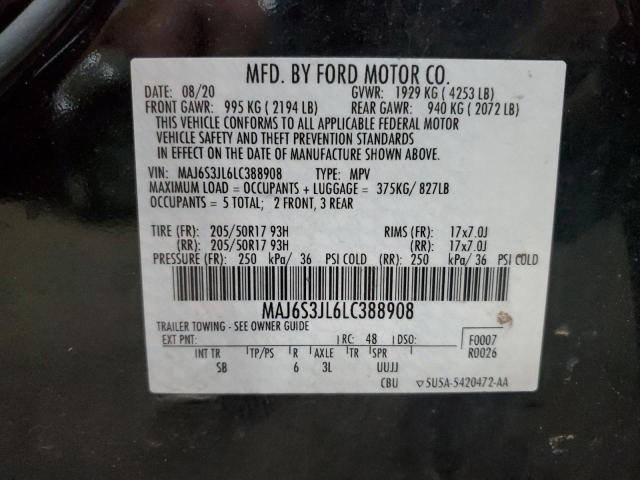 MFD. BY FORD MOTOR CO.
DATE: 08/20 GVWR: 1929 KG ( 4253 LB)
FRONT GAWR: 995 KG ( 2194 LB) REAR GAWR: 940 KG ( 2072 LB)
THIS VEHICLE CONFORMS TO ALL APPLICABLE FEDERAL MOTOR
VEHICLE SAFETY AND THEFT PREVENTION STANDARDS
IN EFFECT ON THE DATE OF MANUFACTURE SHOWN ABOVE.
VIN: MAJ6S3JL6LC388908 TYPE: MPV
MAXIMUM LOAD = OCCUPANTS + LUGGAGE = 375KG/ 827LB
OCCUPANTS = 5 TOTAL; 2 FRONT, 3 REAR
TIRE (FR): 205/50R17 93H RIMS (FR): 17x7.0J
(RR): 205/50R17 93H (RR): 17x7.0J
PRESSURE (FR): 250 kPa/ 36 PSI COLD (RR): 250 kPa/ 36 PSI COLD
MAJ6S3JL6LC388908
TRAILER TOWING - SEE OWNER GUIDE
EXT PNT: RC: 48 DSO: F0007
INT TR TP/PS R AXLE TR SPR R0026
SB 6 3L UUJJ
CBU ▽5USA-5420472-AA